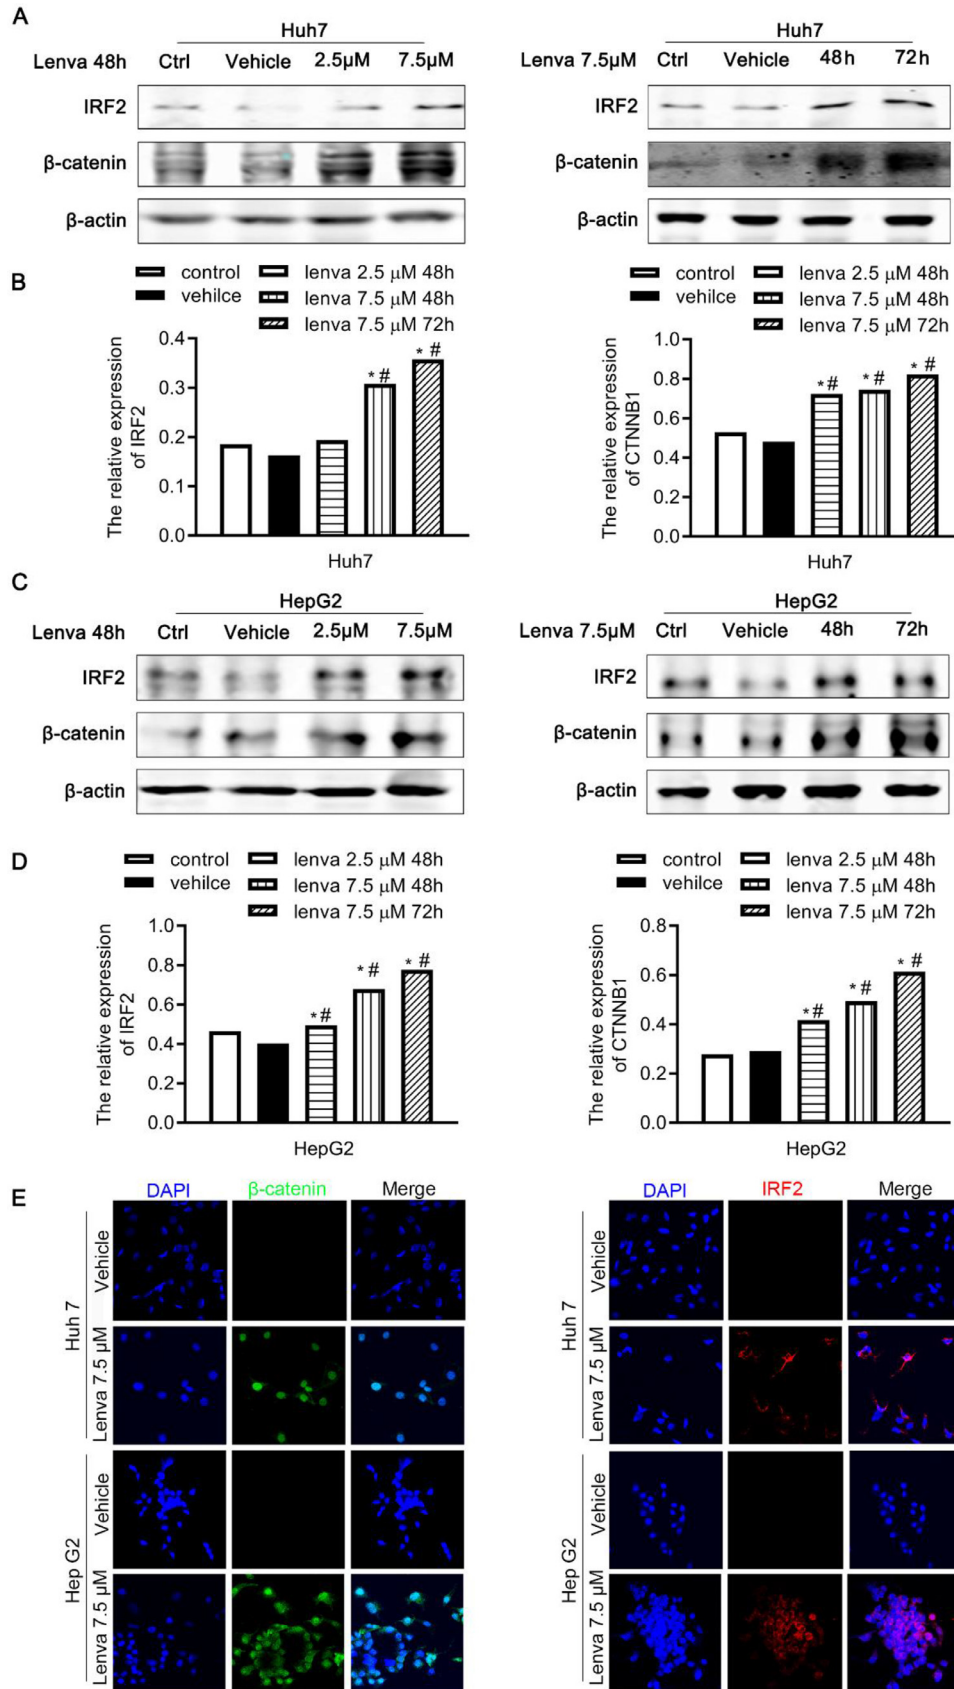 A
Huh7
Lenva 48h Ctrl Vehicle 2.5μM 7.5μM
IRF2
β-catenin
β-actin
Huh7
Lenva 7.5μM Ctrl Vehicle 48h 72h
IRF2
β-catenin
β-actin
B
control lenva 2.5 μM 48h
vehilce lenva 7.5 μM 48h
lenva 7.5 μM 72h
The relative expression
of IRF2
0.4
0.3
0.2
0.1
0.0
* #
* #
Huh7
control lenva 2.5 μM 48h
vehilce lenva 7.5 μM 48h
lenva 7.5 μM 72h
The relative expression
of CTNNB1
1.0
0.8
0.6
0.4
0.2
0.0
* #
* #
* #
Huh7
C
HepG2
Lenva 48h Ctrl Vehicle 2.5μM 7.5μM
IRF2
β-catenin
β-actin
HepG2
Lenva 7.5μM Ctrl Vehicle 48h 72h
IRF2
β-catenin
β-actin
D
control lenva 2.5 μM 48h
vehilce lenva 7.5 μM 48h
lenva 7.5 μM 72h
The relative expression
of IRF2
1.0
0.8
0.6
0.4
0.2
0.0
* #
* #
* #
HepG2
control lenva 2.5 μM 48h
vehilce lenva 7.5 μM 48h
lenva 7.5 μM 72h
The relative expression
of CTNNB1
0.8
0.6
0.4
0.2
0.0
* #
* #
* #
HepG2
E
DAPI β-catenin Merge
Huh 7
Vehicle
Lenva 7.5 μM
Hep G2
Vehicle
Lenva 7.5 μM
DAPI IRF2 Merge
Huh 7
Vehicle
Lenva 7.5 μM
Hep G2
Vehicle
Lenva 7.5 μM